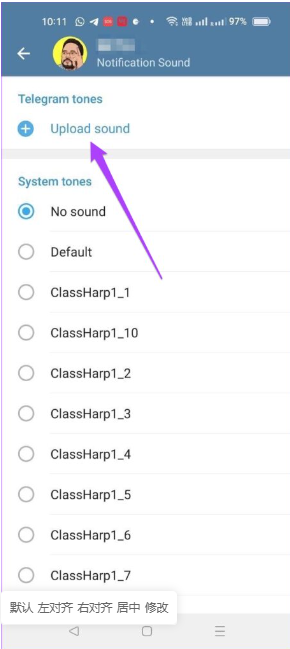 10:11 97%
Notification Sound
Telegram tones
Upload sound
System tones
No sound
Default
ClassHarp1_1
ClassHarp1_10
ClassHarp1_2
ClassHarp1_3
ClassHarp1_4
ClassHarp1_5
ClassHarp1_6
ClassHarp1_7
默认 左对齐 右对齐 居中 修改